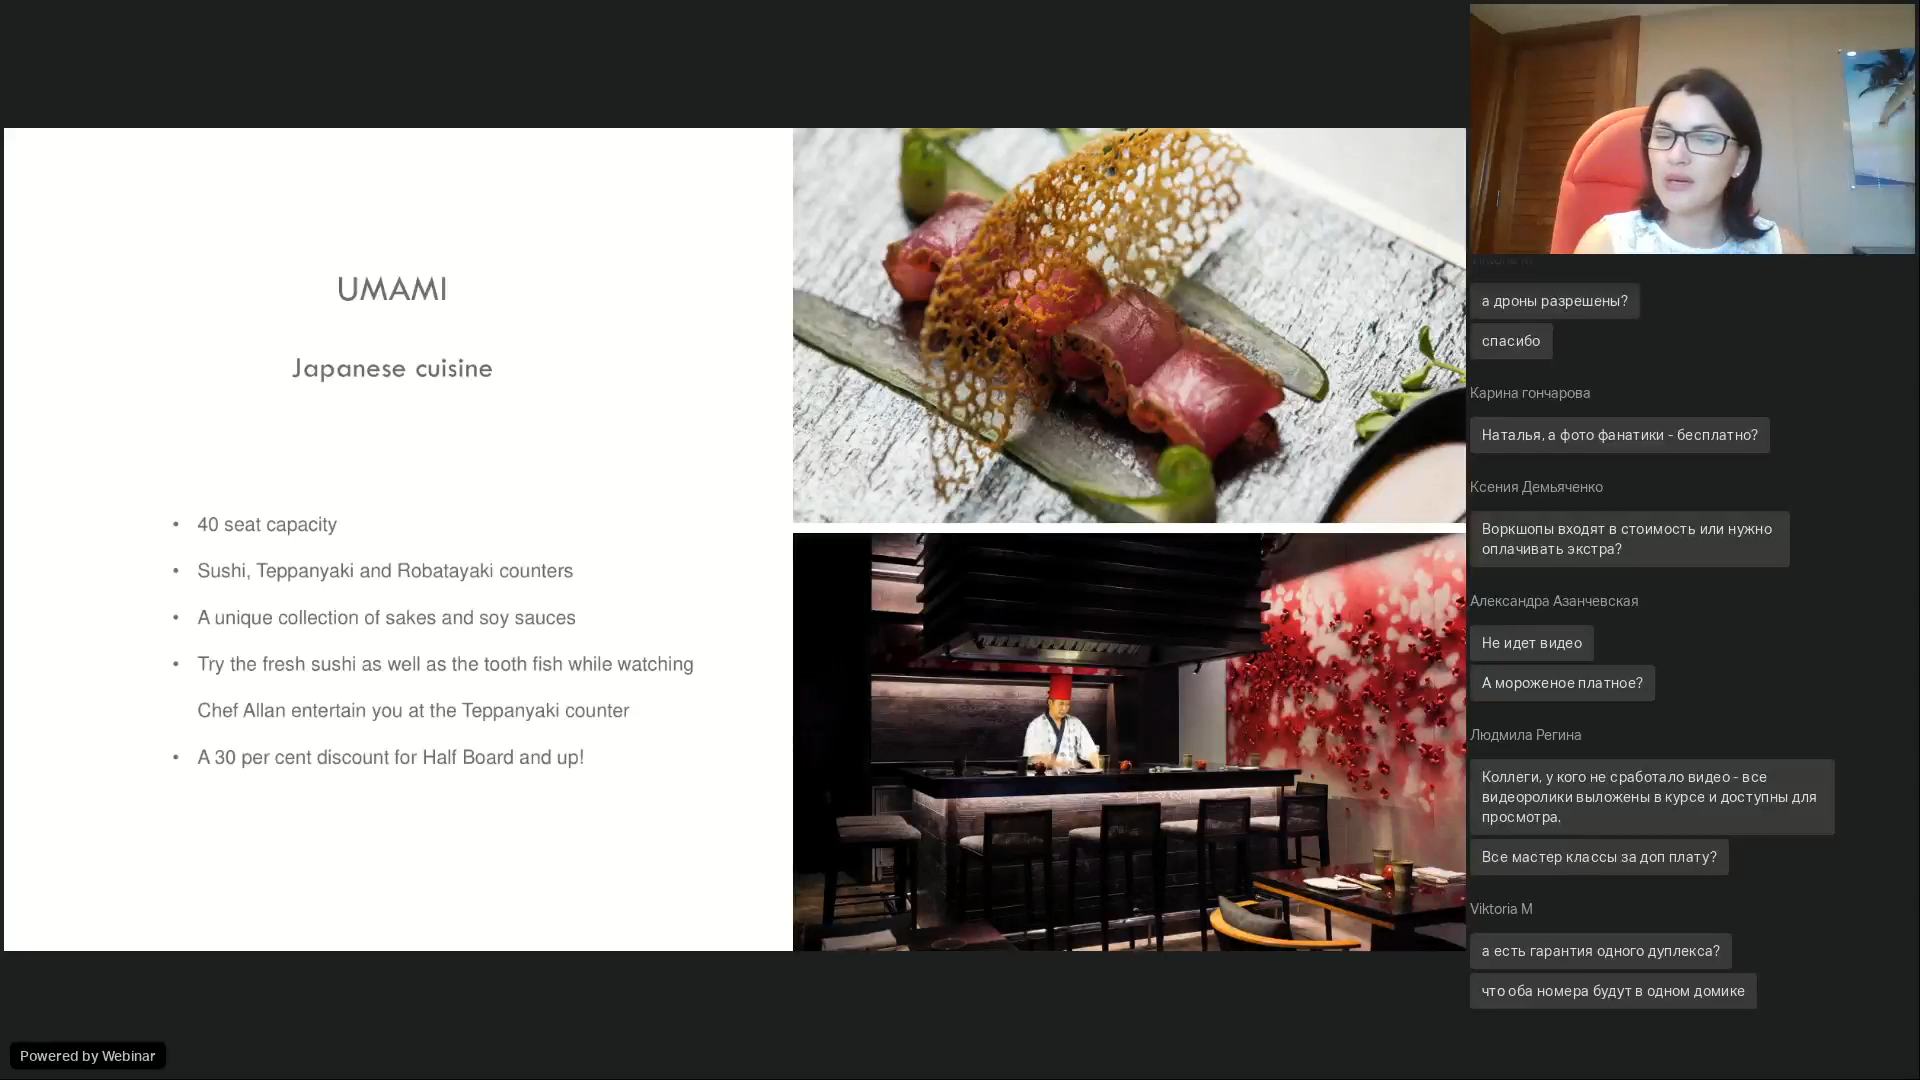 UMAMI
Japanese cuisine
• 40 seat capacity
• Sushi, Teppanyaki and Robatayaki counters
• A unique collection of sakes and soy sauces
• Try the fresh sushi as well as the tooth fish while watching
Chef Allan entertain you at the Teppanyaki counter
• A 30 per cent discount for Half Board and up!
а дроны разрешены?
спасибо
Карина гончарова
Наталья, а фото фанатики - бесплатно?
Ксения Демьяченко
Воркшопы входят в стоимость или нужно
оплачивать экстра?
Александра Азанчевская
Не идет видео
А мороженое платное?
Людмила Регина
Коллеги, у кого не сработало видео - все
видеоролики выложены в курсе и доступны для
просмотра.
Все мастер классы за доп плату?
Viktoria M
а есть гарантия одного дуплекса?
что оба номера будут в одном домике
Powered by Webinar